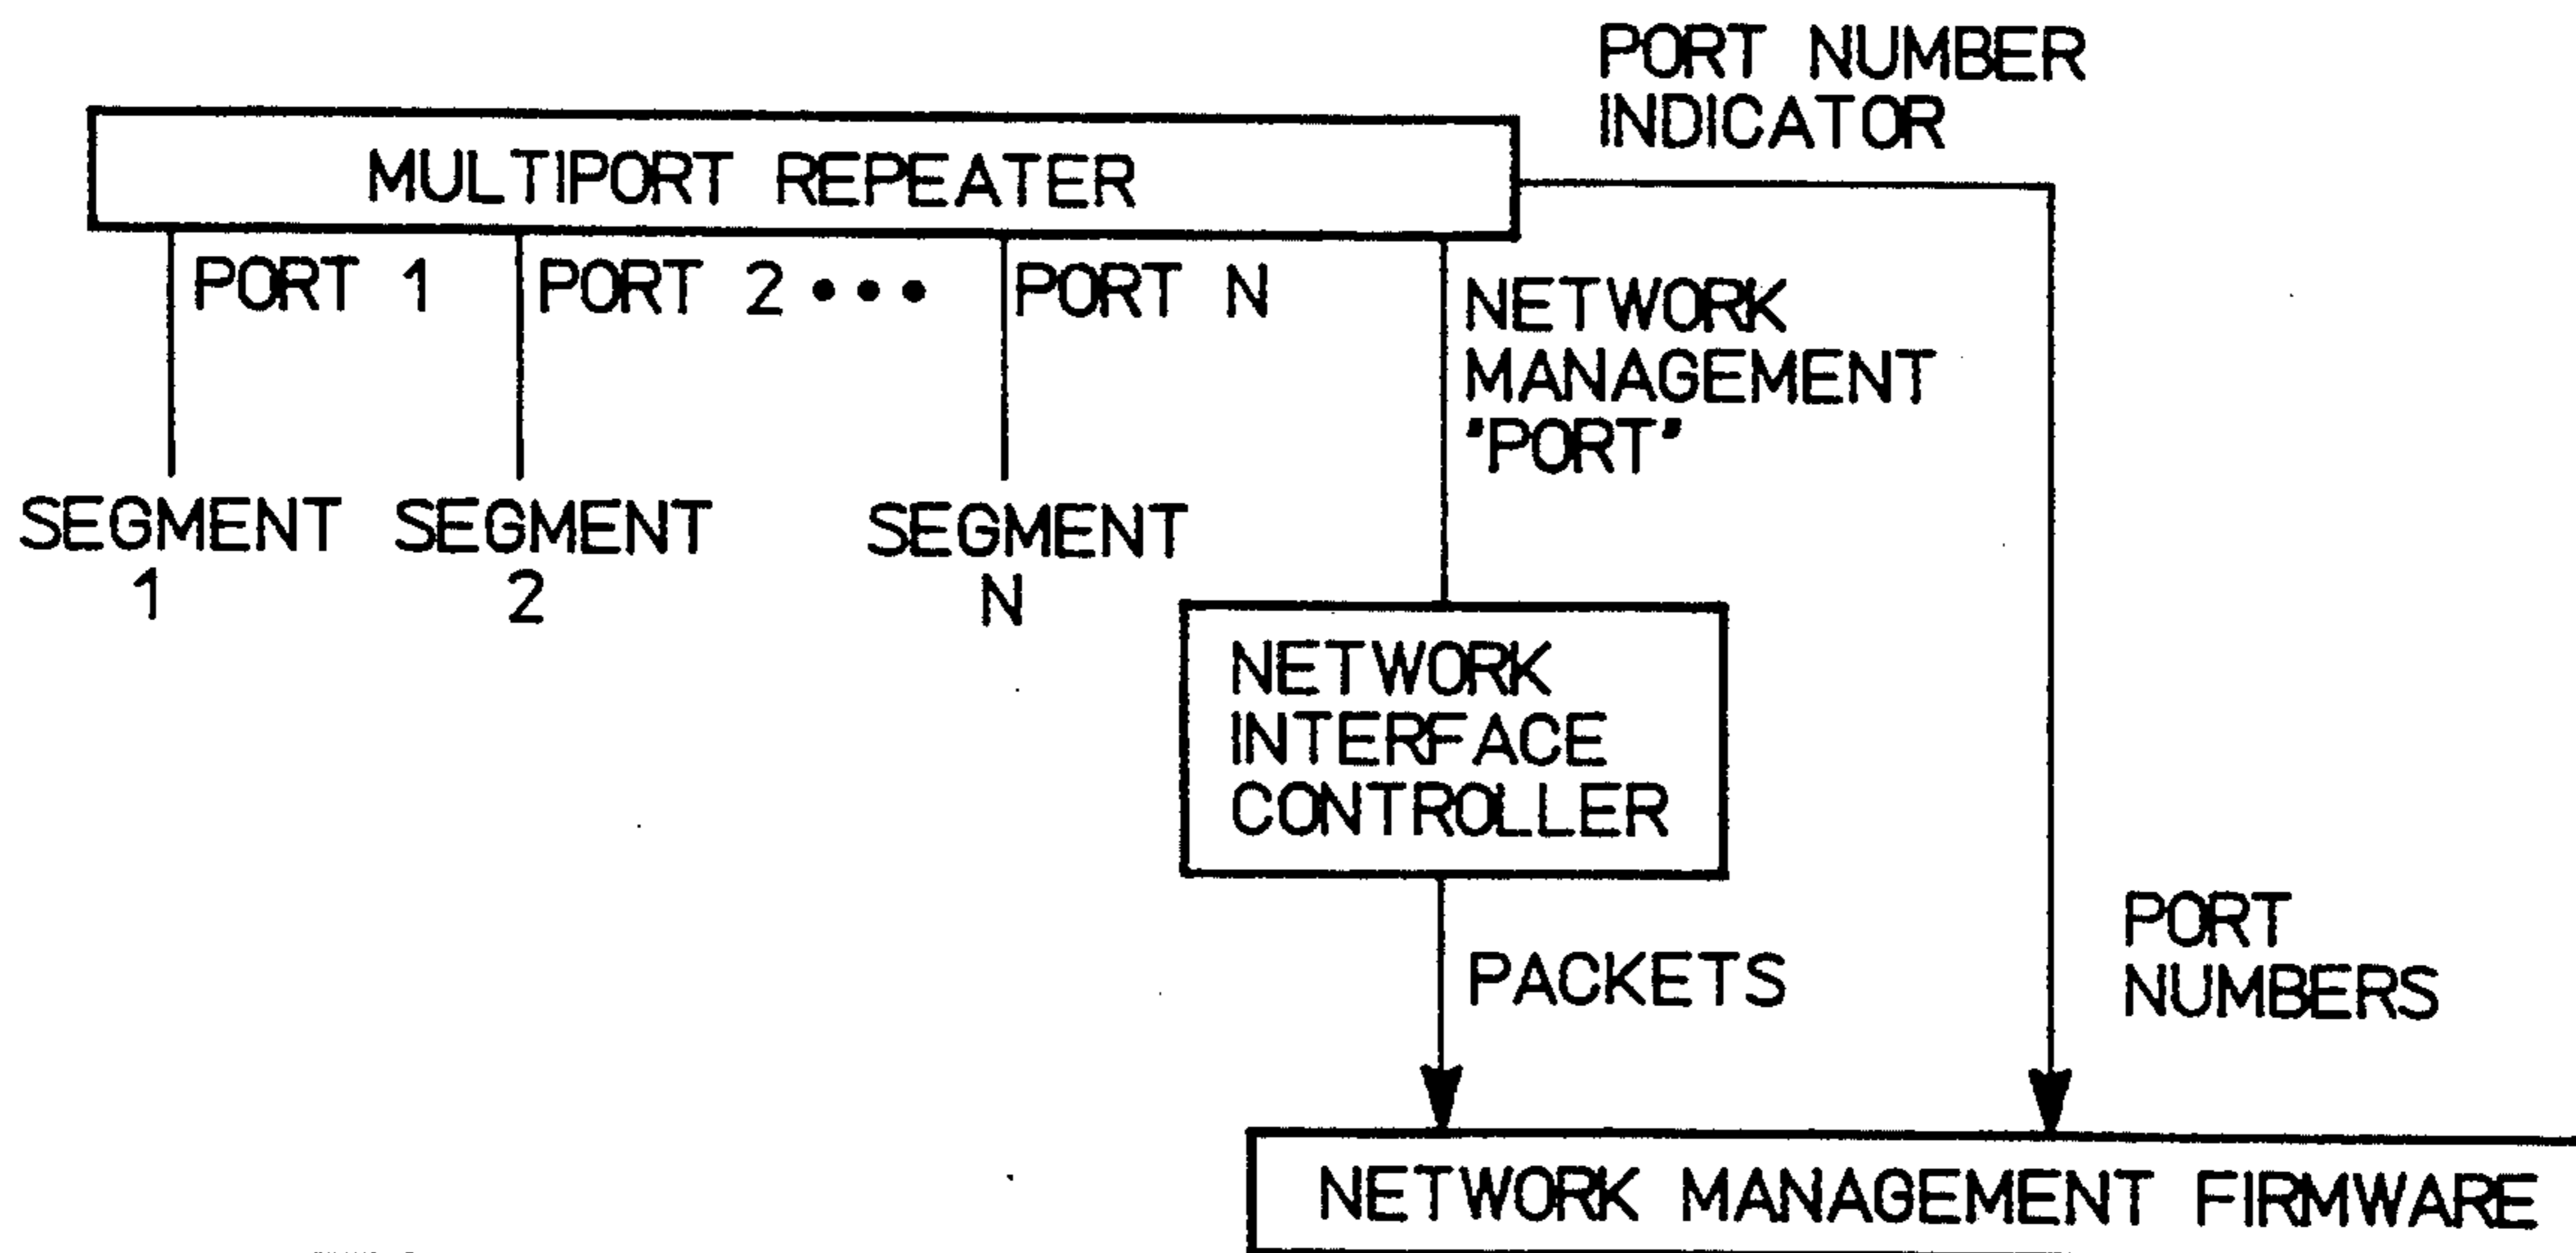 PORT NUMBER
INDICATOR
MULTIPORT REPEATER
PORT 1
PORT 2 •••
PORT N
NETWORK
MANAGEMENT
"PORT"
SEGMENT
1
SEGMENT
2
SEGMENT
N
NETWORK
INTERFACE
CONTROLLER
PACKETS
PORT
NUMBERS
NETWORK MANAGEMENT FIRMWARE